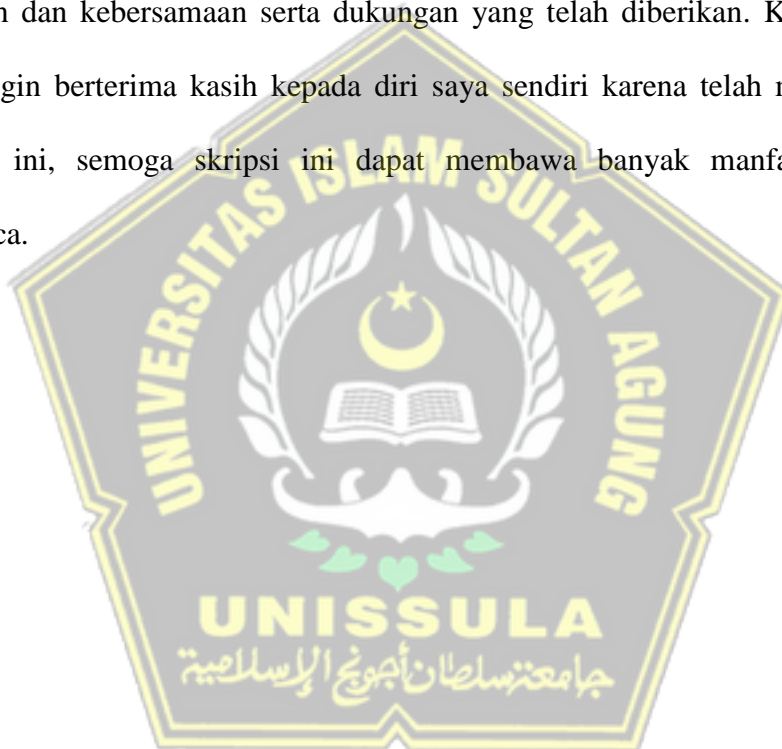 dan kebersamaan serta dukungan yang telah diberikan. K
gin berterima kasih kepada diri saya sendiri karena telah
ini, semoga skripsi ini dapat membawa banyak manfa
ca.
UNIVERSITAS ISLAM SULTAN AGUNG
UNISSULA
جامعة سلطان أجونج الإسلامية